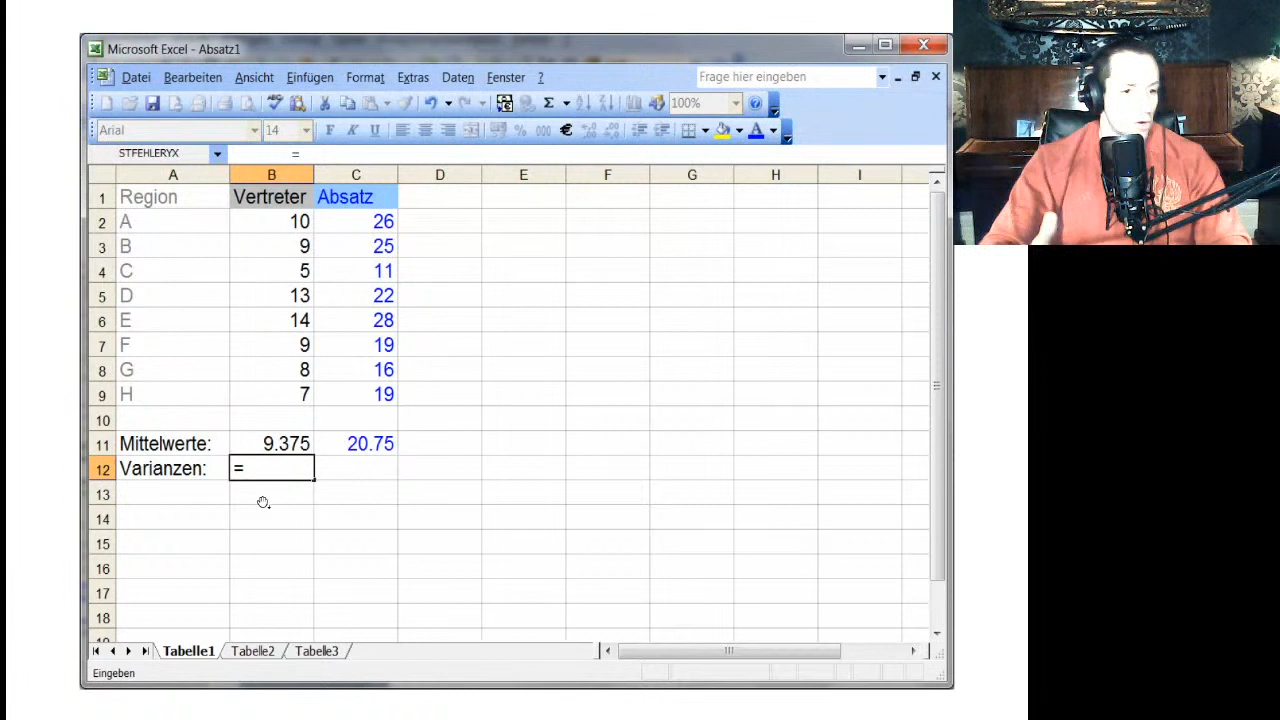 Microsoft Excel - Absatz1
Datei Bearbeiten Ansicht Einfügen Format Extras Daten Fenster ? Frage hier eingeben
Σ 100% ?
Arial 14 F K U % 000 € A
STFEHLERYX =
A B C D E F G H I
1 Region Vertreter Absatz
2 A 10 26
3 B 9 25
4 C 5 11
5 D 13 22
6 E 14 28
7 F 9 19
8 G 8 16
9 H 7 19
10
11 Mittelwerte: 9.375 20.75
12 Varianzen: =
13
14
15
16
17
18
19
Tabelle1 Tabelle2 Tabelle3
Eingeben